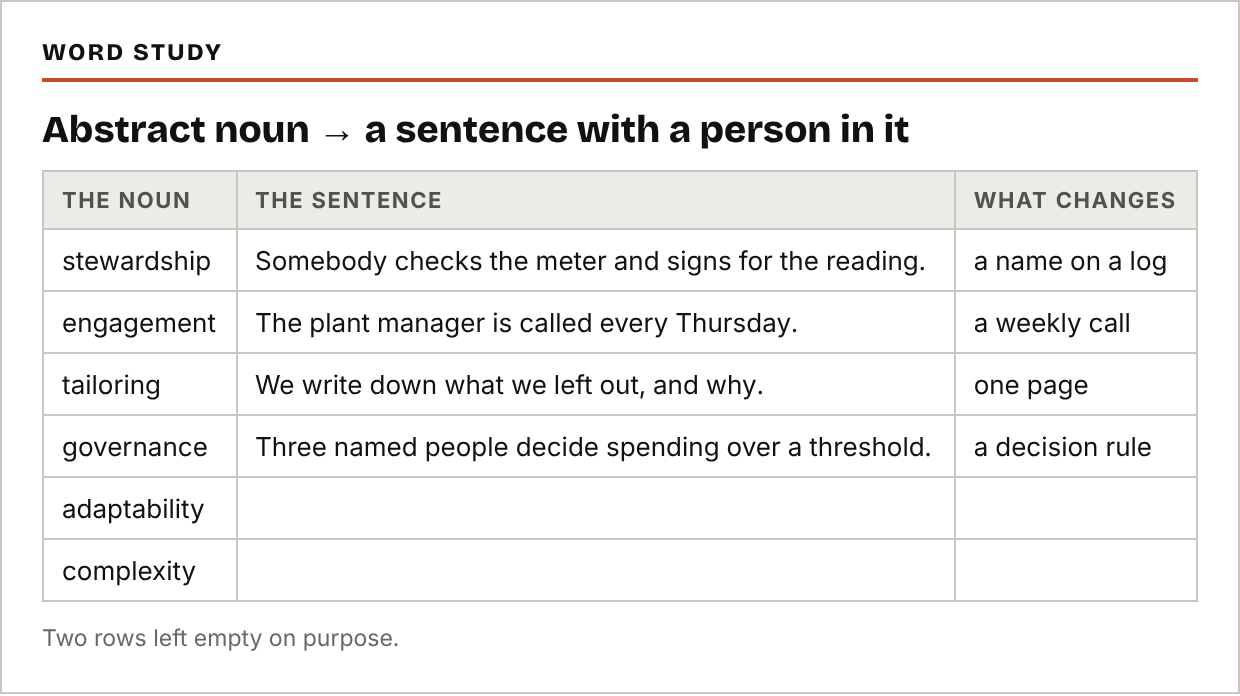 WORD STUDY
Abstract noun → a sentence with a person in it
THE NOUN THE SENTENCE WHAT CHANGES
stewardship Somebody checks the meter and signs for the reading. a name on a log
engagement The plant manager is called every Thursday. a weekly call
tailoring We write down what we left out, and why. one page
governance Three named people decide spending over a threshold. a decision rule
adaptability
complexity
Two rows left empty on purpose.